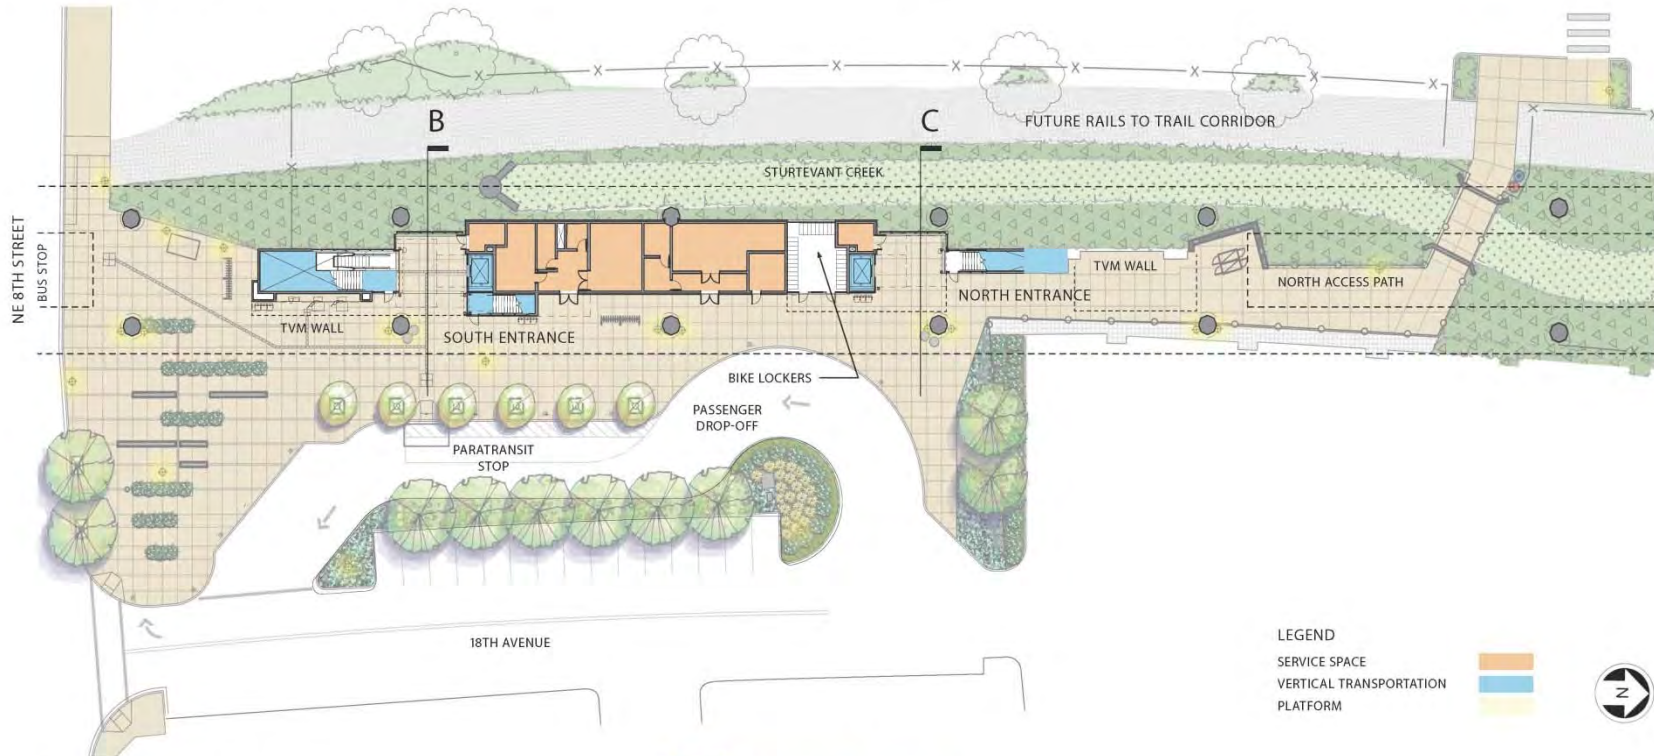 B
C
FUTURE RAILS TO TRAIL CORRIDOR
STURTEVANT CREEK
NE 8TH STREET
BUS STOP
TVM WALL
SOUTH ENTRANCE
TVM WALL
NORTH ENTRANCE
NORTH ACCESS PATH
BIKE LOCKERS
PASSENGER
DROP-OFF
PARATRANSIT
STOP
18TH AVENUE
LEGEND
SERVICE SPACE
VERTICAL TRANSPORTATION
PLATFORM
N